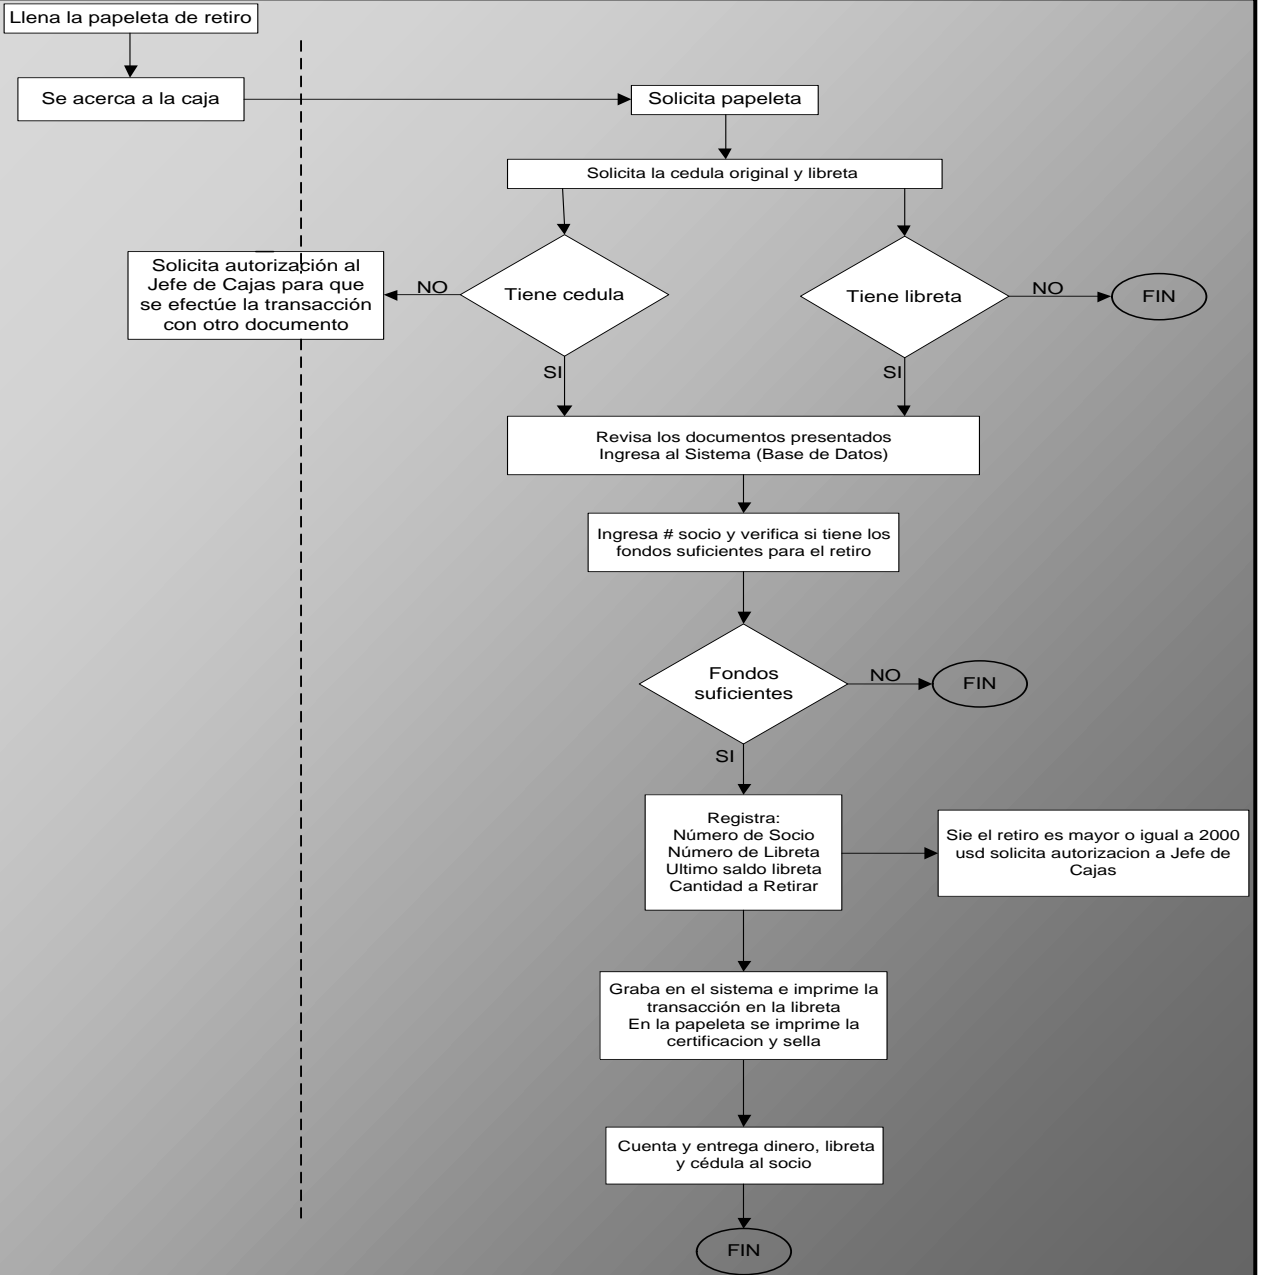 Llena la papeleta de retiro
Se acerca a la caja
Solicita papeleta
Solicita la cedula original y libreta
Solicita autorización al
Jefe de Cajas para que
se efectúe la transacción
con otro documento
NO
Tiene cedula
Tiene libreta
NO
FIN
SI
SI
Revisa los documentos presentados
Ingresa al Sistema (Base de Datos)
Ingresa # socio y verifica si tiene los
fondos suficientes para el retiro
Fondos
suficientes
NO
FIN
SI
Registra:
Número de Socio
Número de Libreta
Ultimo saldo libreta
Cantidad a Retirar
Sie el retiro es mayor o igual a 2000
usd solicita autorizacion a Jefe de
Cajas
Graba en el sistema e imprime la
transacción en la libreta
En la papeleta se imprime la
certificacion y sella
Cuenta y entrega dinero, libreta
y cédula al socio
FIN